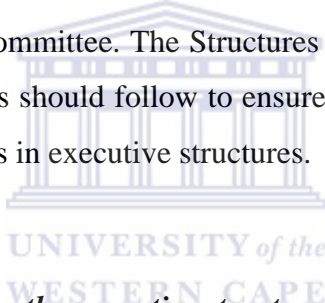 ommittee. The Structures
s should follow to ensure
s in executive structures.
UNIVERSITY of the
WESTERN CAPE